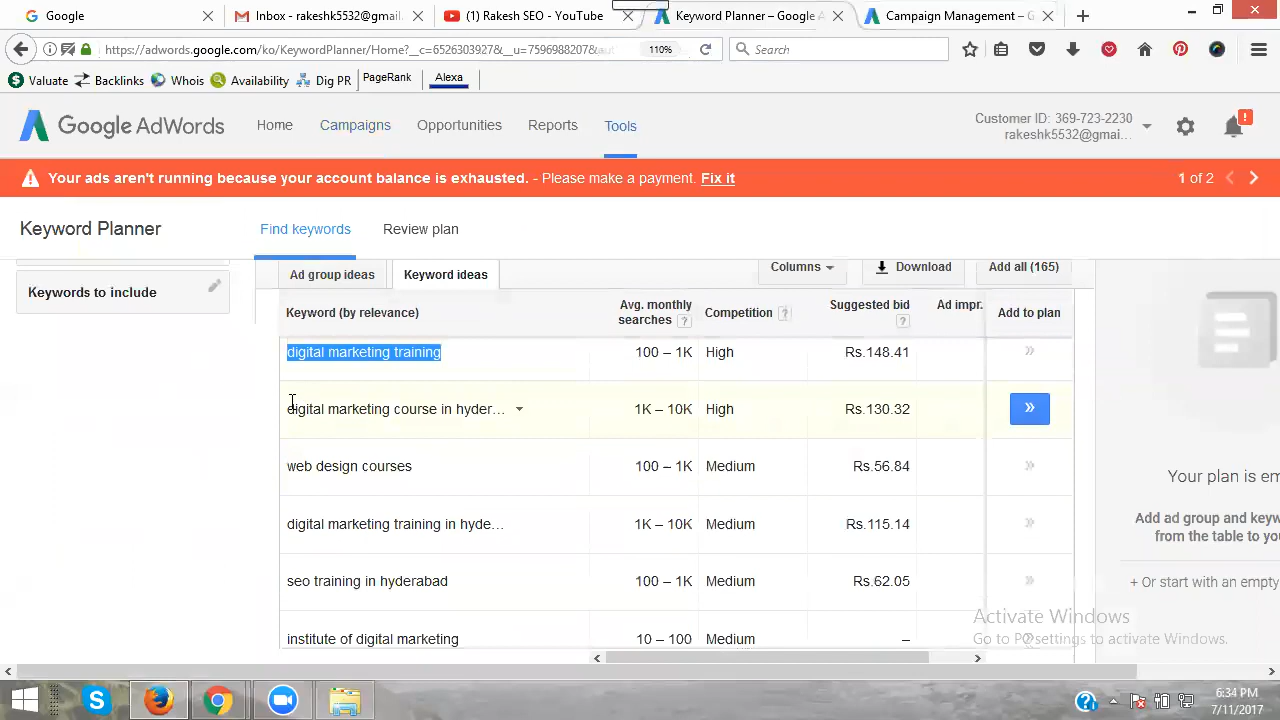 Google
Inbox - rakeshk5532@gmai
(1) Rakesh SEO - YouTube
Keyword Planner – Google A
Campaign Management – G
https://adwords.google.com/ko/KeywordPlanner/Home?__c=6526303927&__u=7596988207&
110%
Search
Valuate
Backlinks
Whois
Availability
Dig PR
PageRank
Alexa
Google AdWords
Home
Campaigns
Opportunities
Reports
Tools
Customer ID: 369-723-2230
rakeshk5532@gmai...
Your ads aren't running because your account balance is exhausted. - Please make a payment. Fix it
1 of 2
Keyword Planner
Find keywords
Review plan
Keywords to include
Ad group ideas
Keyword ideas
Columns
Download
Add all (165)
Keyword (by relevance)
Avg. monthly searches ?
Competition ?
Suggested bid ?
Ad impr.
Add to plan
digital marketing training 100 – 1K High Rs.148.41 »
digital marketing course in hyder... 1K – 10K High Rs.130.32 »
web design courses 100 – 1K Medium Rs.56.84 »
digital marketing training in hyde... 1K – 10K Medium Rs.115.14 »
seo training in hyderabad 100 – 1K Medium Rs.62.05 »
institute of digital marketing 10 – 100 Medium –
Your plan is em
Add ad group and keyw
from the table to yo
+ Or start with an empty
Activate Windows
Go to PC settings to activate Windows.
6:34 PM
7/11/2017